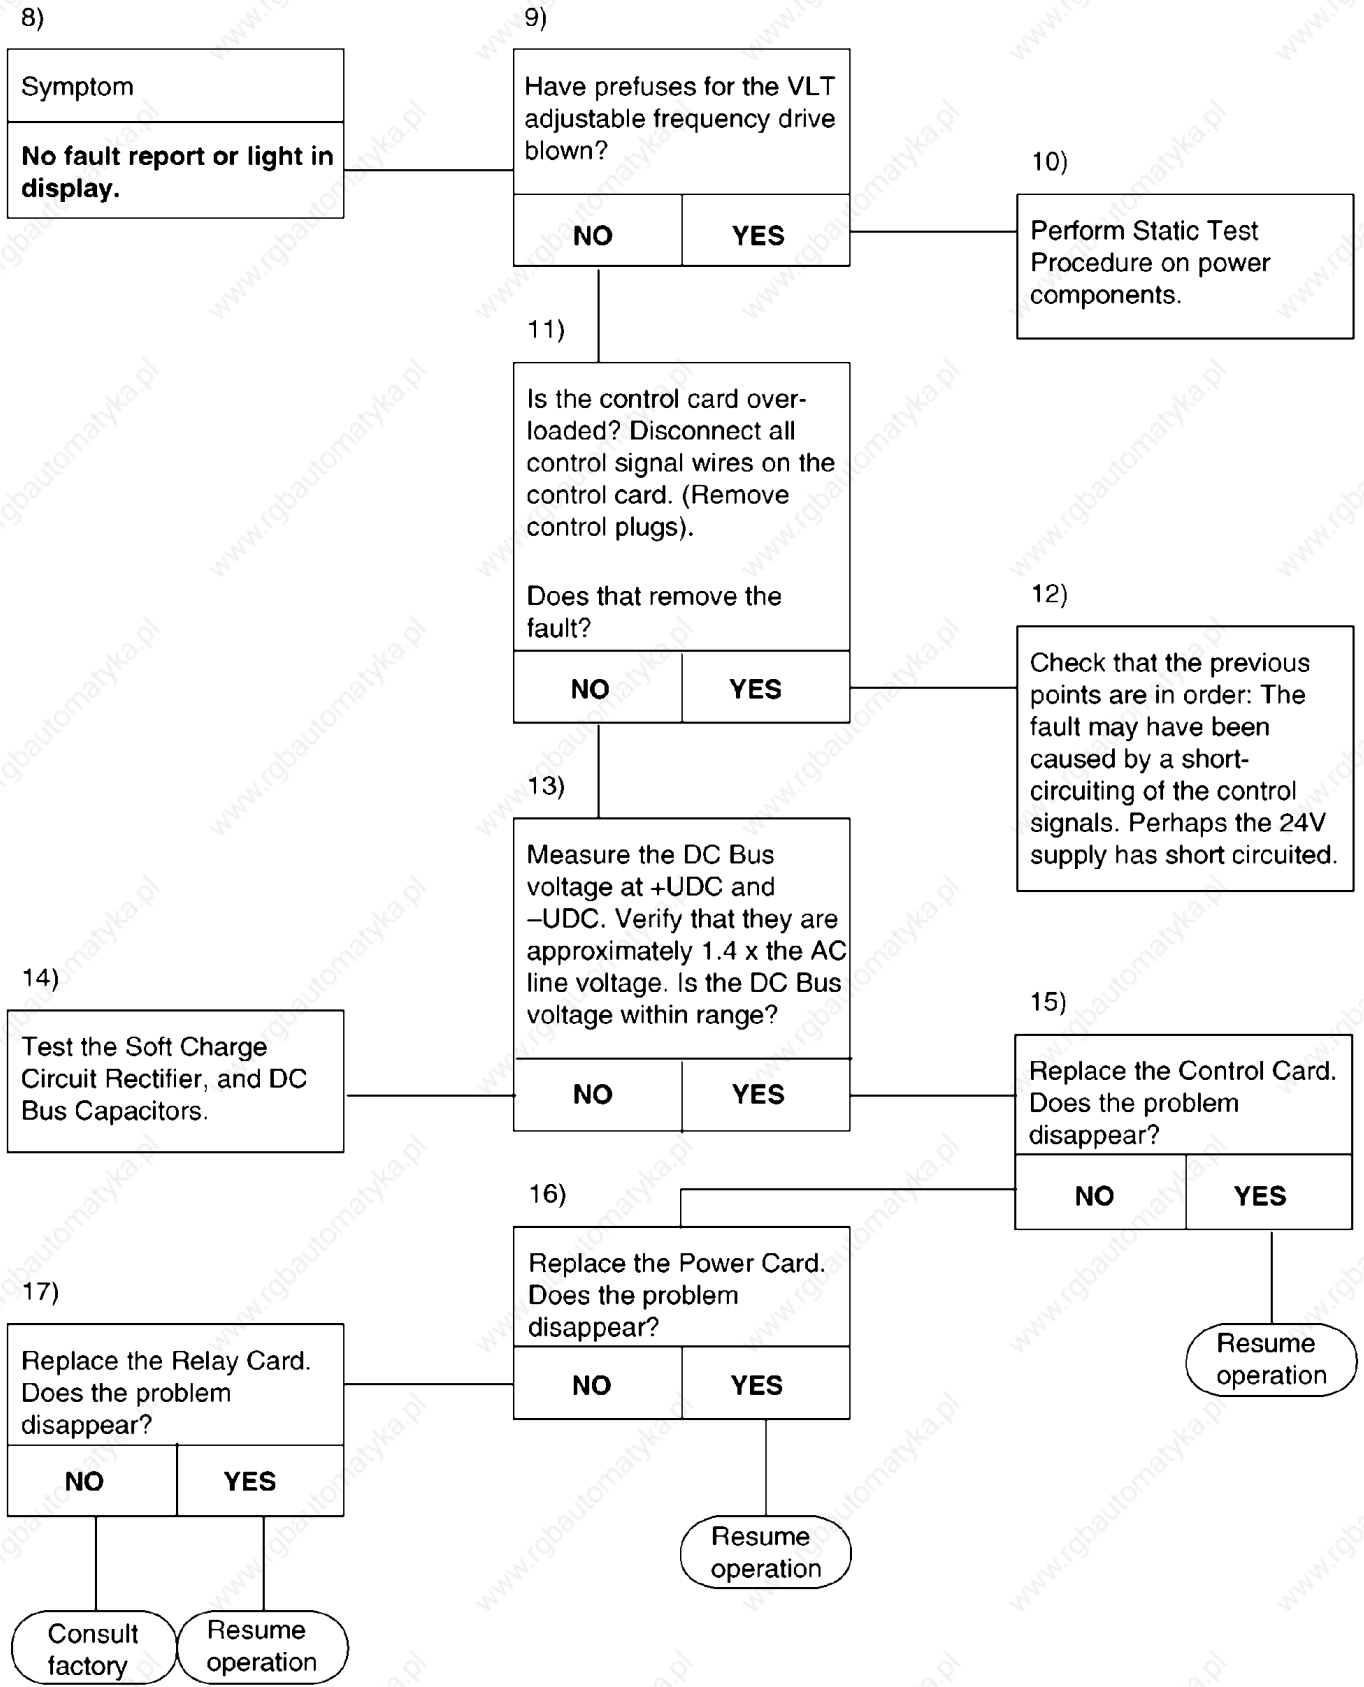 8)
Symptom
No fault report or light in
display.
9)
Have prefuses for the VLT
adjustable frequency drive
blown?
NO
YES
10)
Perform Static Test
Procedure on power
components.
11)
Is the control card over-
loaded? Disconnect all
control signal wires on the
control card. (Remove
control plugs).
Does that remove the
fault?
NO
YES
12)
Check that the previous
points are in order: The
fault may have been
caused by a short-
circuiting of the control
signals. Perhaps the 24V
supply has short circuited.
13)
Measure the DC Bus
voltage at +UDC and
–UDC. Verify that they are
approximately 1.4 x the AC
line voltage. Is the DC Bus
voltage within range?
NO
YES
14)
Test the Soft Charge
Circuit Rectifier, and DC
Bus Capacitors.
15)
Replace the Control Card.
Does the problem
disappear?
NO
YES
Resume
operation
16)
Replace the Power Card.
Does the problem
disappear?
NO
YES
Resume
operation
17)
Replace the Relay Card.
Does the problem
disappear?
NO
YES
Consult
factory
Resume
operation
www.rgbautomatyka.pl